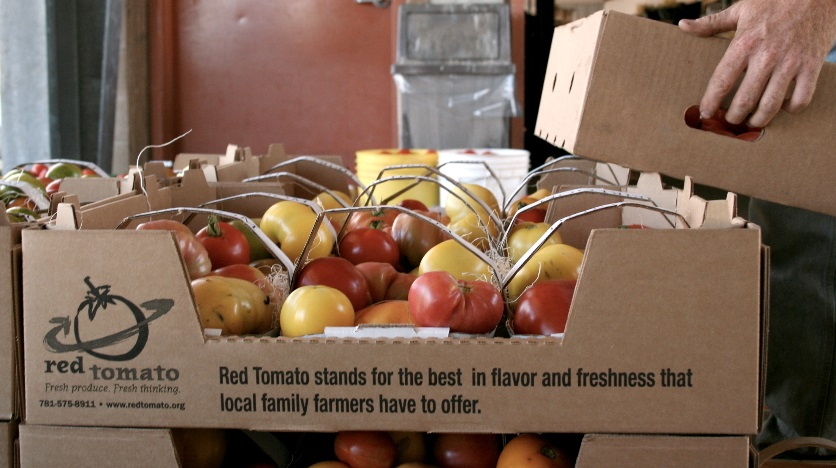 red tomato
Fresh produce. Fresh thinking.
781-575-8911 • www.redtomato.org
Red Tomato stands for the best in flavor and freshness that
local family farmers have to offer.